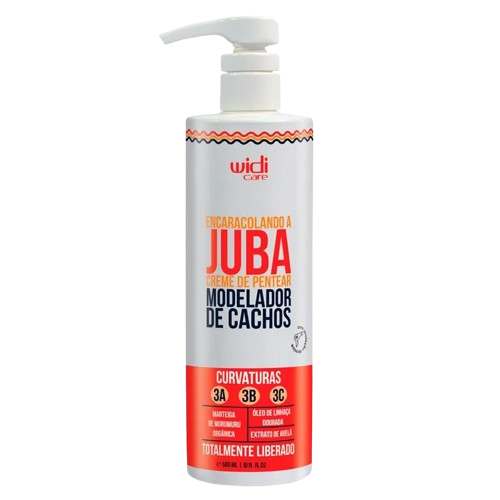 widi
care
ENCARACOLANDO A
JUBA
CREME DE PENTEAR
MODELADOR
DE CACHOS
CURVATURAS
3A 3B 3C
MANTEIGA
DE MURUMURU
ORGÂNICA
ÓLEO DE LINHAÇA
DOURADA
EXTRATO DE AVELÃ
TOTALMENTE LIBERADO